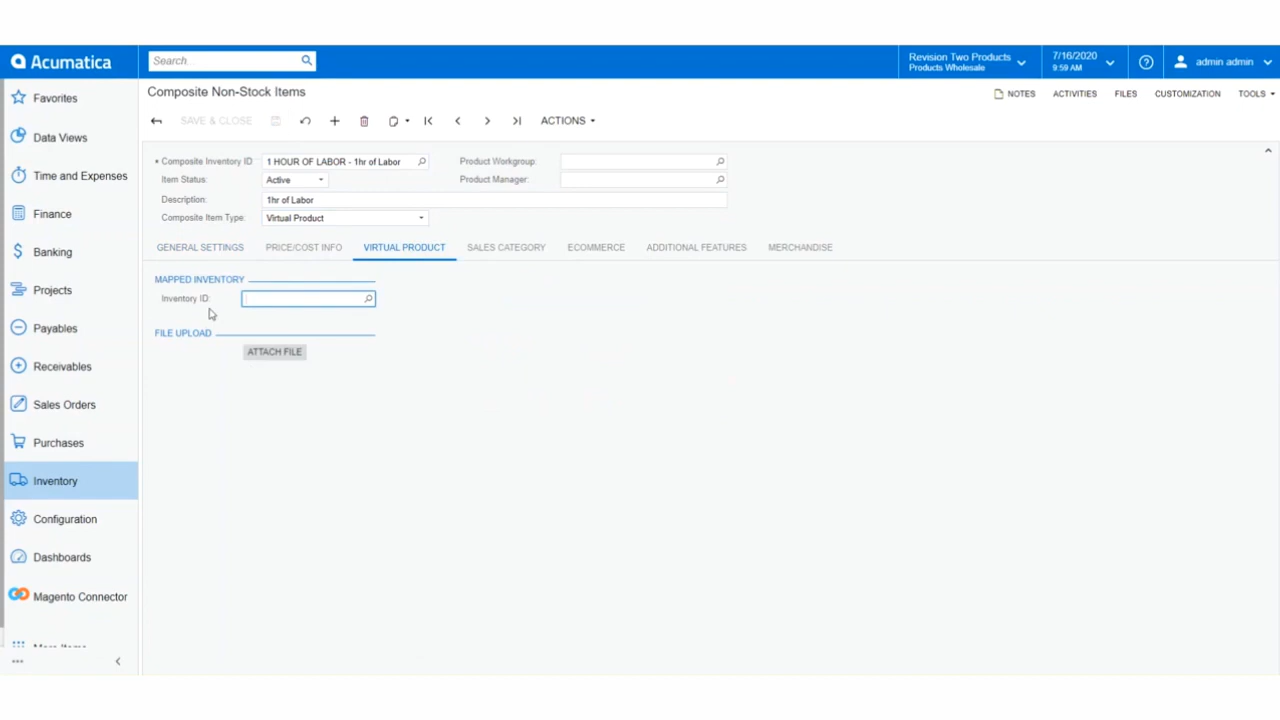 Acumatica
Search...
Revision Two Products
Products Wholesale
7/16/2020
9:59 AM
admin admin
Favorites
Data Views
Time and Expenses
Finance
Banking
Projects
Payables
Receivables
Sales Orders
Purchases
Inventory
Configuration
Dashboards
Magento Connector
More Items
Composite Non-Stock Items
NOTES ACTIVITIES FILES CUSTOMIZATION TOOLS
SAVE & CLOSE ACTIONS
* Composite Inventory ID: 1 HOUR OF LABOR - 1hr of Labor Product Workgroup:
Item Status: Active Product Manager:
Description: 1hr of Labor
Composite Item Type: Virtual Product
GENERAL SETTINGS PRICE/COST INFO VIRTUAL PRODUCT SALES CATEGORY ECOMMERCE ADDITIONAL FEATURES MERCHANDISE
MAPPED INVENTORY
Inventory ID:
FILE UPLOAD
ATTACH FILE